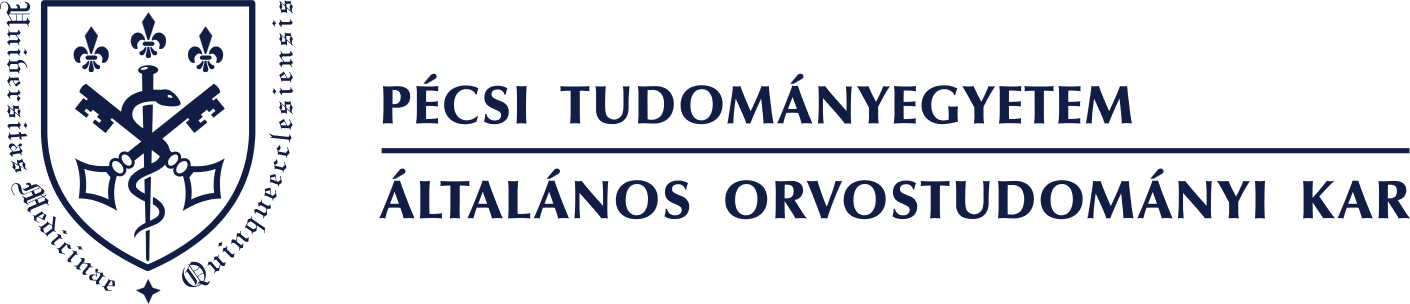 Universitas Medicinae Quinqueecclesiensis
PÉCSI TUDOMÁNYEGYETEM
ÁLTALÁNOS ORVOSTUDOMÁNYI KAR